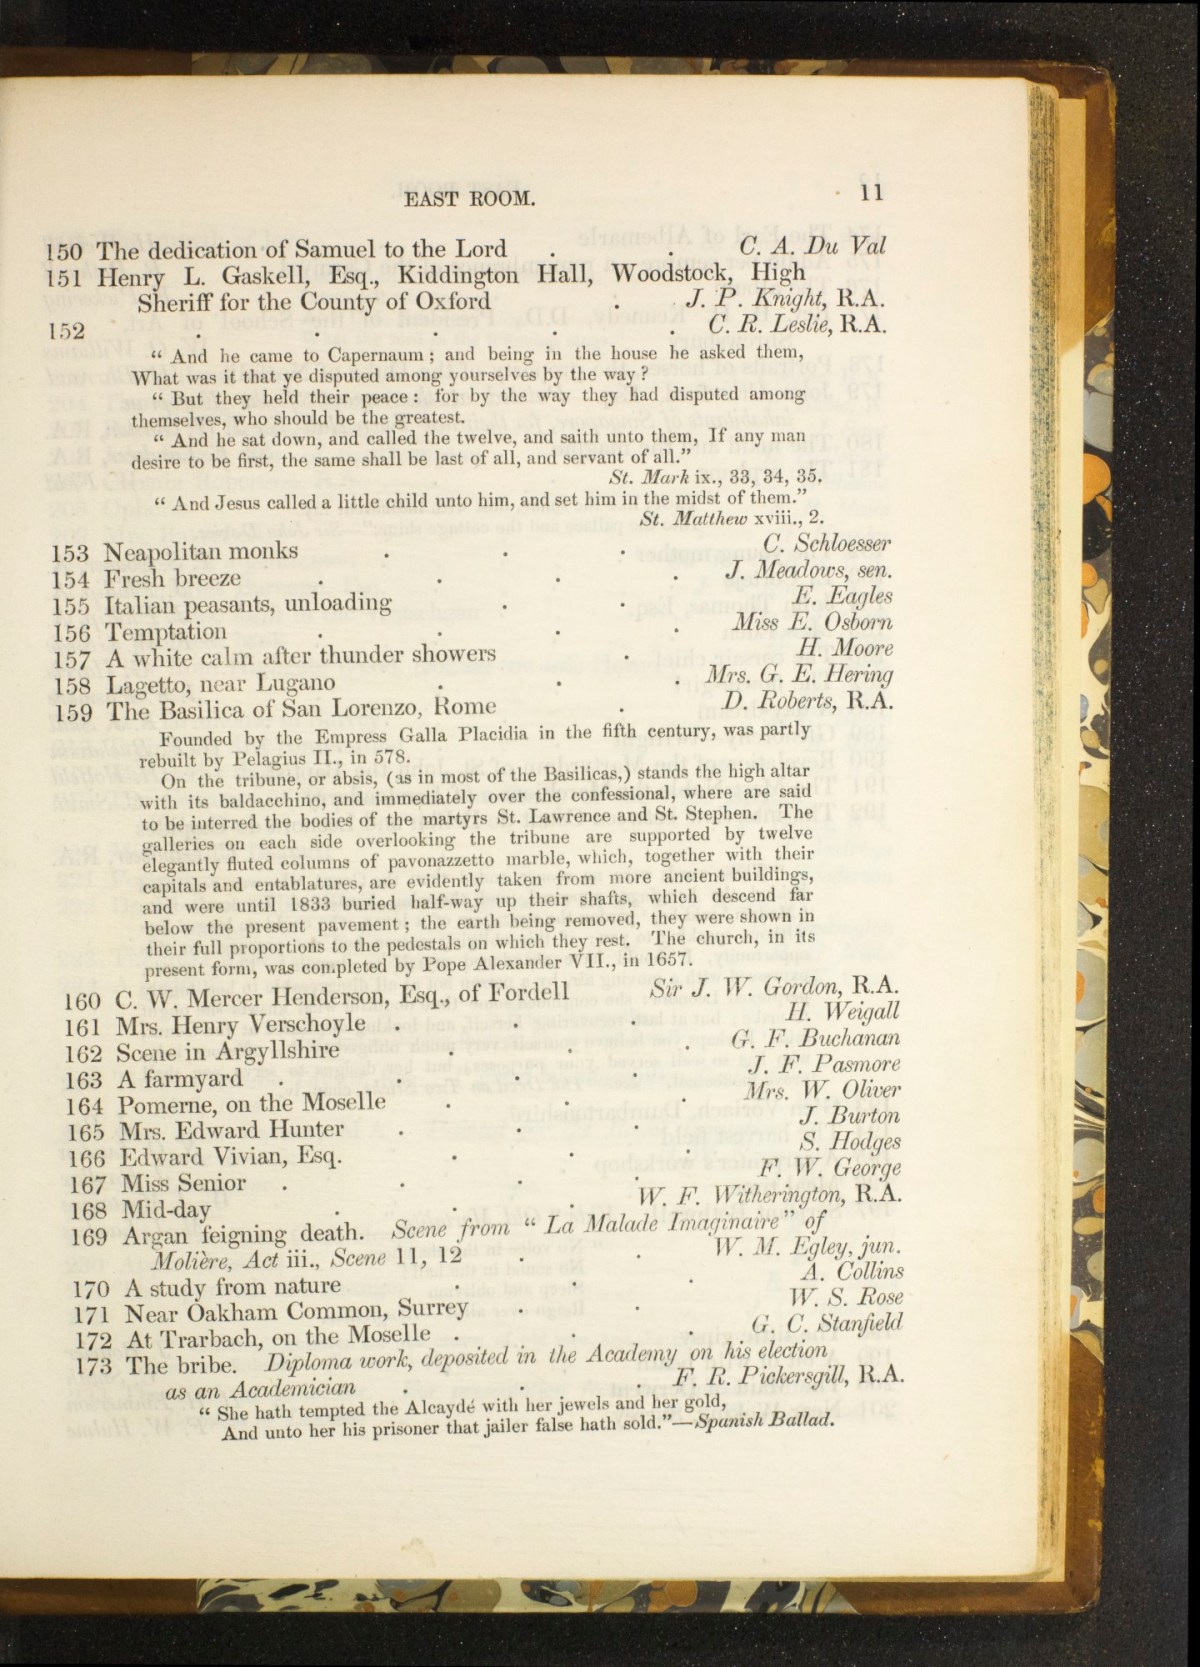 EAST ROOM. 11
150 The dedication of Samuel to the Lord . . C. A. Du Val
151 Henry L. Gaskell, Esq., Kiddington Hall, Woodstock, High
Sheriff for the County of Oxford . J. P. Knight, R.A.
152 . . . . . C. R. Leslie, R.A.
“ And he came to Capernaum ; and being in the house he asked them,
What was it that ye disputed among yourselves by the way ?
“ But they held their peace : for by the way they had disputed among
themselves, who should be the greatest.
“ And he sat down, and called the twelve, and saith unto them, If any man
desire to be first, the same shall be last of all, and servant of all.”
St. Mark ix., 33, 34, 35.
“ And Jesus called a little child unto him, and set him in the midst of them.”
St. Matthew xviii., 2.
153 Neapolitan monks . . . C. Schloesser
154 Fresh breeze . . . . J. Meadows, sen.
155 Italian peasants, unloading . . E. Eagles
156 Temptation . . . . Miss E. Osborn
157 A white calm after thunder showers . H. Moore
158 Lagetto, near Lugano . . . Mrs. G. E. Hering
159 The Basilica of San Lorenzo, Rome . D. Roberts, R.A.
Founded by the Empress Galla Placidia in the fifth century, was partly
rebuilt by Pelagius II., in 578.
On the tribune, or absis, (as in most of the Basilicas,) stands the high altar
with its baldacchino, and immediately over the confessional, where are said
to be interred the bodies of the martyrs St. Lawrence and St. Stephen. The
galleries on each side overlooking the tribune are supported by twelve
elegantly fluted columns of pavonazzetto marble, which, together with their
capitals and entablatures, are evidently taken from more ancient buildings,
and were until 1833 buried half-way up their shafts, which descend far
below the present pavement ; the earth being removed, they were shown in
their full proportions to the pedestals on which they rest. The church, in its
present form, was completed by Pope Alexander VII., in 1657.
160 C. W. Mercer Henderson, Esq., of Fordell Sir J. W. Gordon, R.A.
161 Mrs. Henry Verschoyle . . . H. Weigall
162 Scene in Argyllshire . . . G. F. Buchanan
163 A farmyard . . . . J. F. Pasmore
164 Pomerne, on the Moselle . . . Mrs. W. Oliver
165 Mrs. Edward Hunter . . . J. Burton
166 Edward Vivian, Esq. . . . S. Hodges
167 Miss Senior . . . . F. W. George
168 Mid-day . . . W. F. Witherington, R.A.
169 Argan feigning death. Scene from “ La Malade Imaginaire” of
Molière, Act iii., Scene 11, 12 . . W. M. Egley, jun.
170 A study from nature . . . A. Collins
171 Near Oakham Common, Surrey . . W. S. Rose
172 At Trarbach, on the Moselle . . . G. C. Stanfield
173 The bribe. Diploma work, deposited in the Academy on his election
as an Academician . . . F. R. Pickersgill, R.A.
“ She hath tempted the Alcaydé with her jewels and her gold,
And unto her his prisoner that jailer false hath sold.”—Spanish Ballad.